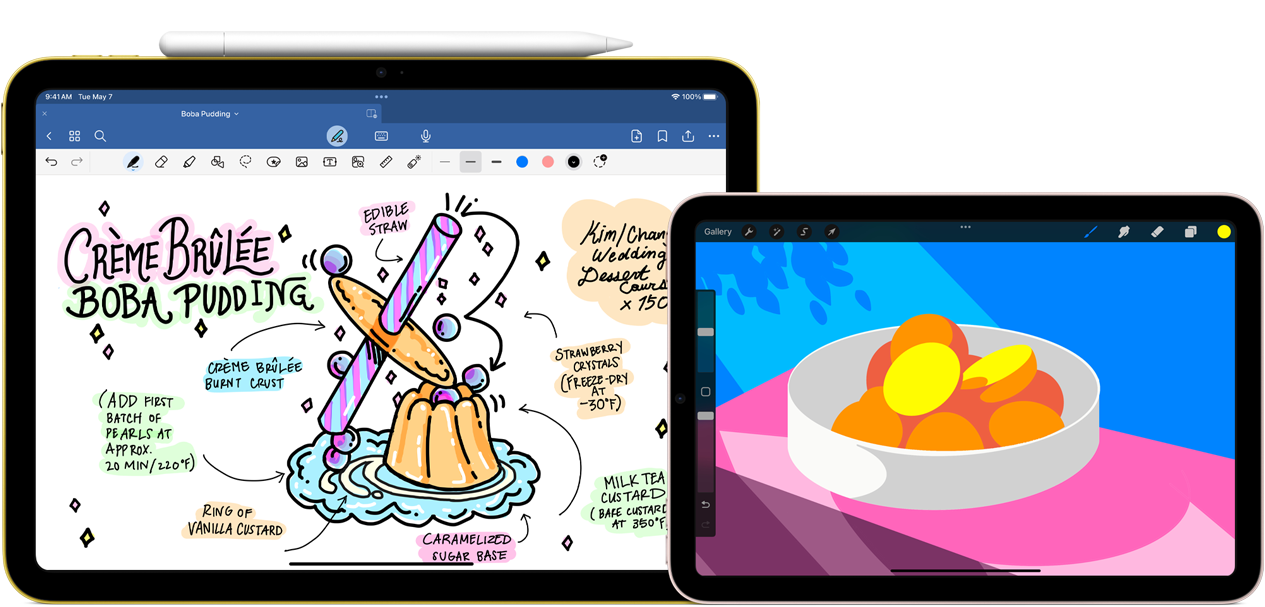 9:41 AM Tue May 7
100%
Boba Pudding
CRÈME BRÛLÉE
BOBA PUDDING
EDIBLE
STRAW
Kim/Chan
Wedding
Dessert
x 150
CRÈME BRÛLÉE
BURNT CRUST
STRAWBERRY
CRYSTALS
(FREEZE-DRY
AT
-30°F)
(ADD FIRST
BATCH OF
PEARLS AT
APPROX.
20 MIN/220°F)
RING OF
VANILLA CUSTARD
CARAMELIZED
SUGAR BASE
MILK TEA
CUSTARD
(BAKE CUSTARD
AT 350°F
Gallery